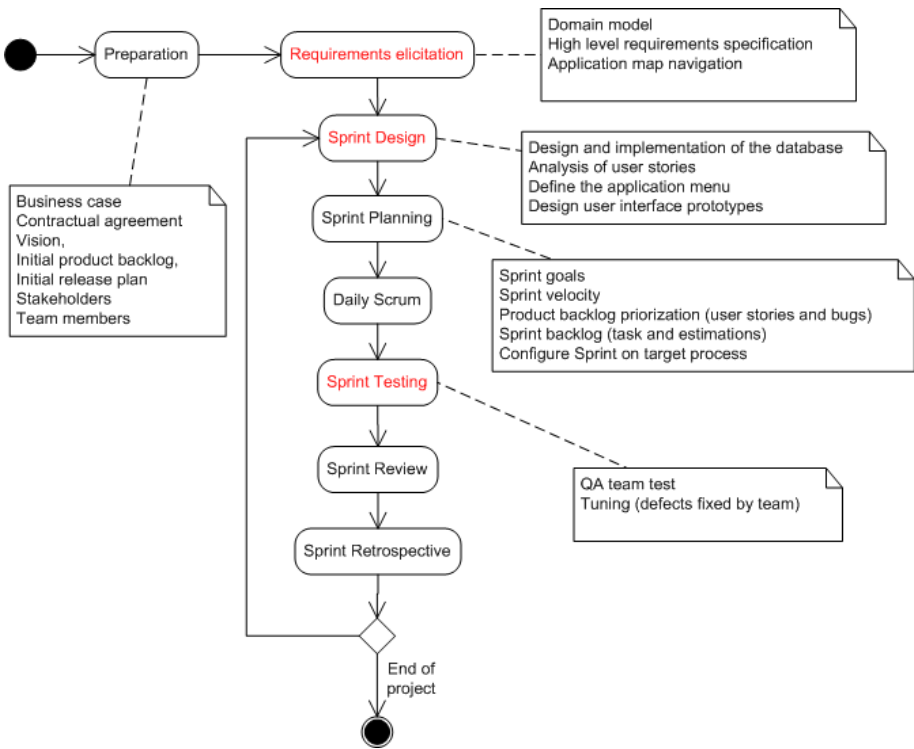 Preparation
Requirements elicitation
Domain model
High level requirements specification
Application map navigation
Sprint Design
Design and implementation of the database
Analysis of user stories
Define the application menu
Design user interface prototypes
Business case
Contractual agreement
Vision,
Initial product backlog,
Initial release plan
Stakeholders
Team members
Sprint Planning
Sprint goals
Sprint velocity
Product backlog priorization (user stories and bugs)
Sprint backlog (task and estimations)
Configure Sprint on target process
Daily Scrum
Sprint Testing
QA team test
Tuning (defects fixed by team)
Sprint Review
Sprint Retrospective
End of
project